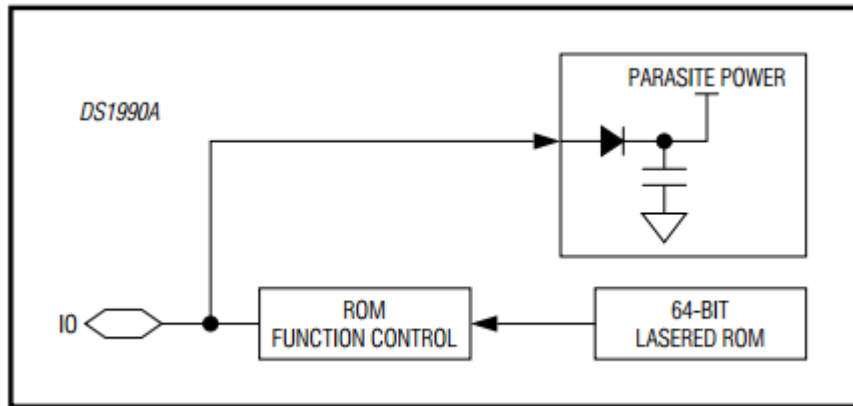 DS1990A
PARASITE POWER
IO
ROM
FUNCTION CONTROL
64-BIT
LASERED ROM